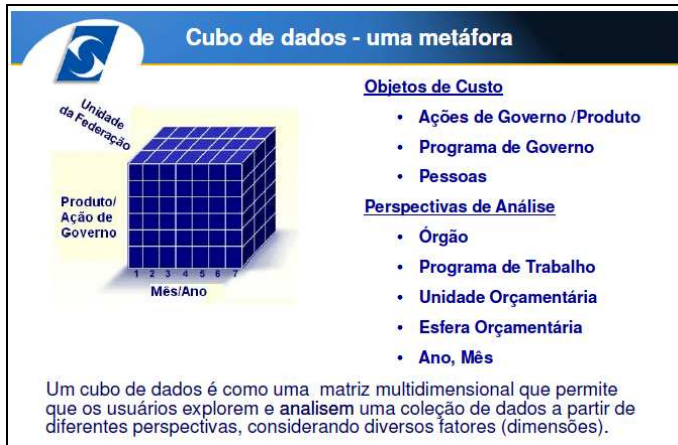 Cubo de dados - uma metáfora
Unidade
da Federação
Produto/
Ação de
Governo
1 2 3 4 5 6 7
Mês/Ano
Objetos de Custo
• Ações de Governo /Produto
• Programa de Governo
• Pessoas
Perspectivas de Análise
• Órgão
• Programa de Trabalho
• Unidade Orçamentária
• Esfera Orçamentária
• Ano, Mês
Um cubo de dados é como uma matriz multidimensional que permite
que os usuários explorem e analisem uma coleção de dados a partir de
diferentes perspectivas, considerando diversos fatores (dimensões).